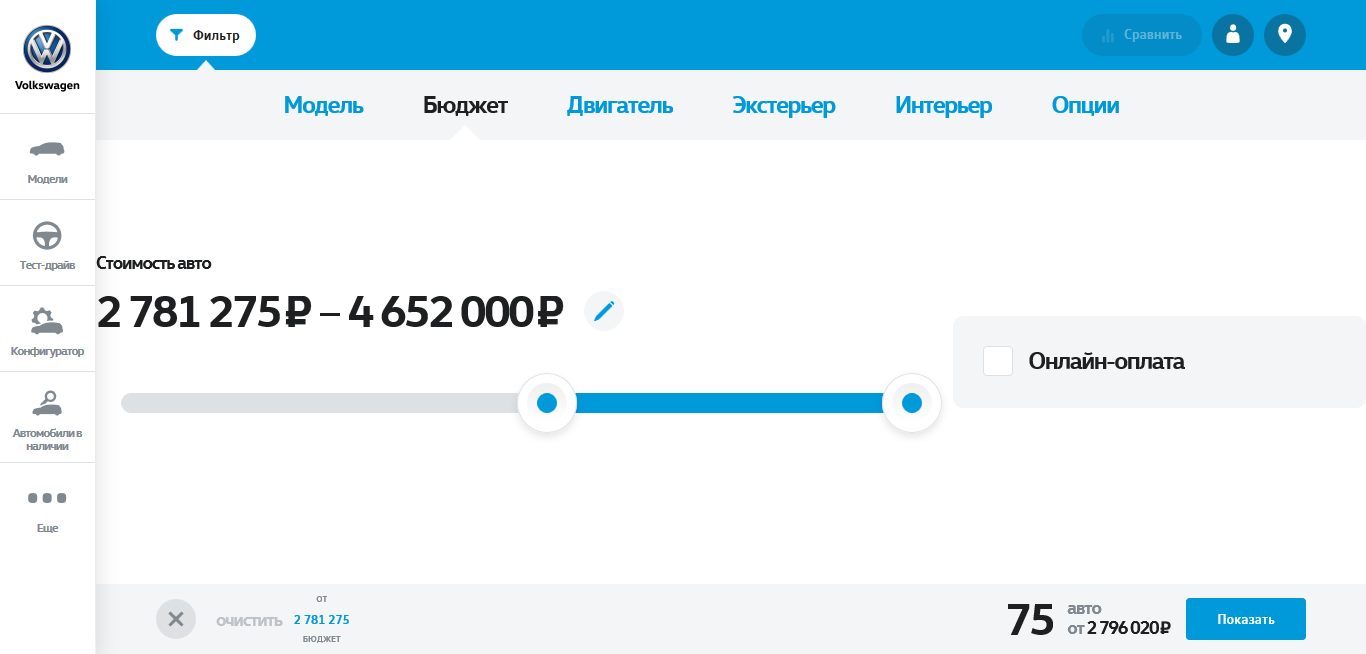 Volkswagen
Модели
Тест-драйв
Конфигуратор
Автомобили в
наличии
Еще
Фильтр
Сравнить
Модель
Бюджет
Двигатель
Экстерьер
Интерьер
Опции
Стоимость авто
2 781 275 ₽ – 4 652 000 ₽
Онлайн-оплата
ОЧИСТИТЬ
ОТ
2 781 275
БЮДЖЕТ
75
авто
от 2 796 020 ₽
Показать